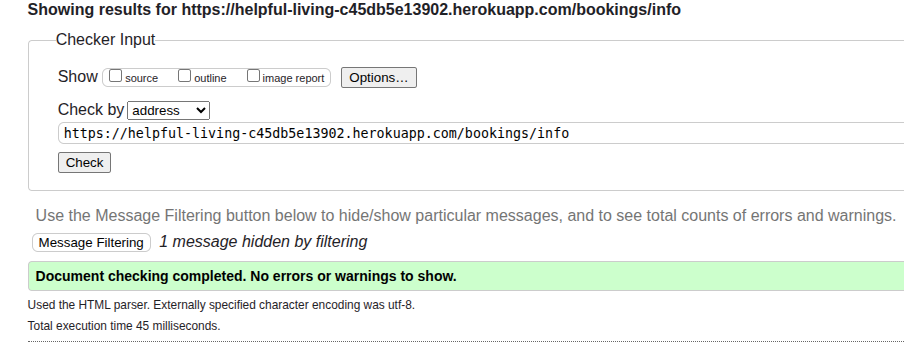 Showing results for https://helpful-living-c45db5e13902.herokuapp.com/bookings/info
Checker Input
Show source outline image report Options...
Check by address
https://helpful-living-c45db5e13902.herokuapp.com/bookings/info
Check
Use the Message Filtering button below to hide/show particular messages, and to see total counts of errors and warnings.
Message Filtering 1 message hidden by filtering
Document checking completed. No errors or warnings to show.
Used the HTML parser. Externally specified character encoding was utf-8.
Total execution time 45 milliseconds.